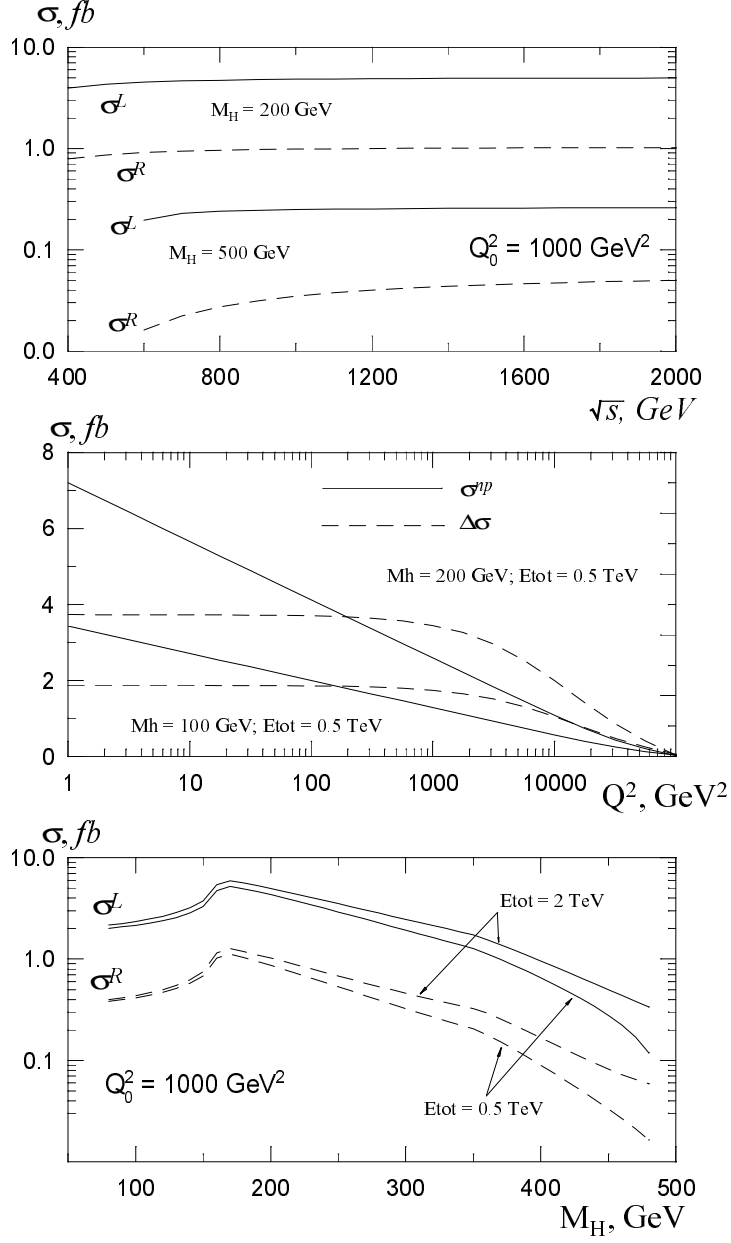 σ, fb
10.0
σL
MH = 200 GeV
1.0
σR
σL
MH = 500 GeV
Q02 = 1000 GeV2
0.1
σR
0.0
400 800 1200 1600 2000
√s, GeV
σ, fb
8
σnp
Δσ
6
Mh = 200 GeV; Etot = 0.5 TeV
4
2
Mh = 100 GeV; Etot = 0.5 TeV
0
1 10 100 1000 10000
Q2, GeV2
σ, fb
10.0
σL
Etot = 2 TeV
1.0
σR
0.1
Q02 = 1000 GeV2
Etot = 0.5 TeV
100 200 300 400 500
MH, GeV